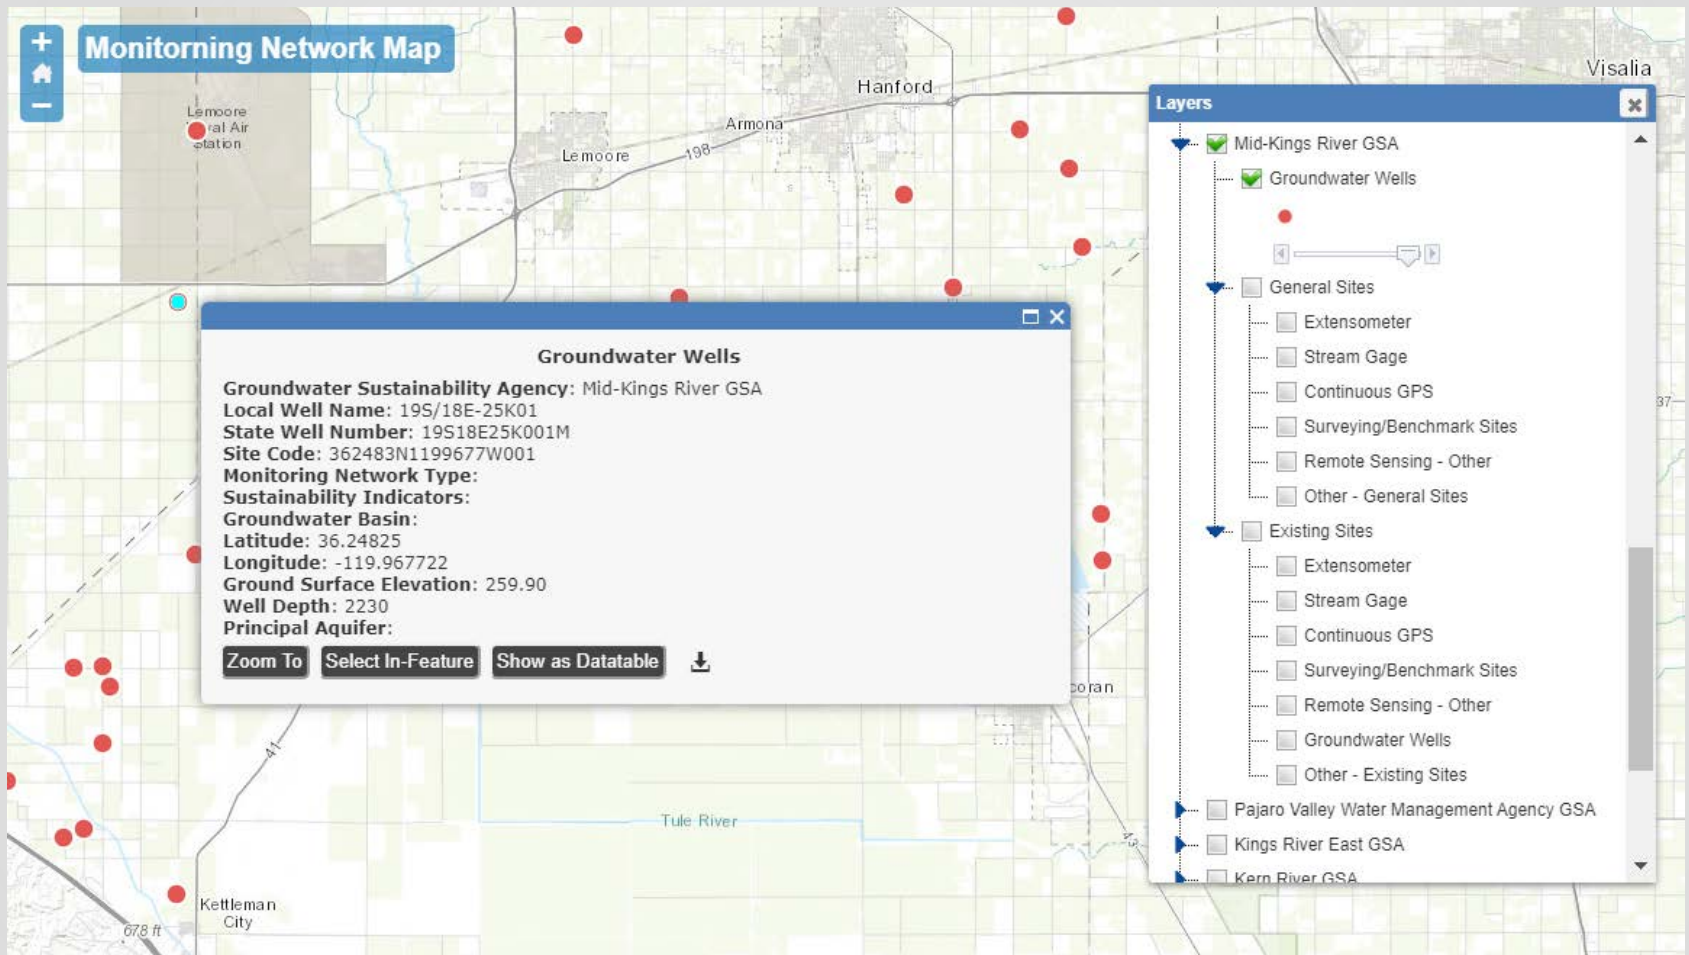 +
Monitorning Network Map
−
Lemoore
Station
Hanford
Visalia
Armona
Lemoore
198
Layers
Mid-Kings River GSA
Groundwater Wells
General Sites
Extensometer
Stream Gage
Continuous GPS
Surveying/Benchmark Sites
Remote Sensing - Other
Other - General Sites
Existing Sites
Extensometer
Stream Gage
Continuous GPS
Surveying/Benchmark Sites
Remote Sensing - Other
Groundwater Wells
Other - Existing Sites
Pajaro Valley Water Management Agency GSA
Kings River East GSA
Kern River GSA
37
Groundwater Wells
Groundwater Sustainability Agency: Mid-Kings River GSA
Local Well Name: 19S/18E-25K01
State Well Number: 19S18E25K001M
Site Code: 362483N1199677W001
Monitoring Network Type:
Sustainability Indicators:
Groundwater Basin:
Latitude: 36.24825
Longitude: -119.967722
Ground Surface Elevation: 259.90
Well Depth: 2230
Principal Aquifer:
Zoom To
Select In-Feature
Show as Datatable
coran
41
Tule River
43
Kettleman
City
678 ft